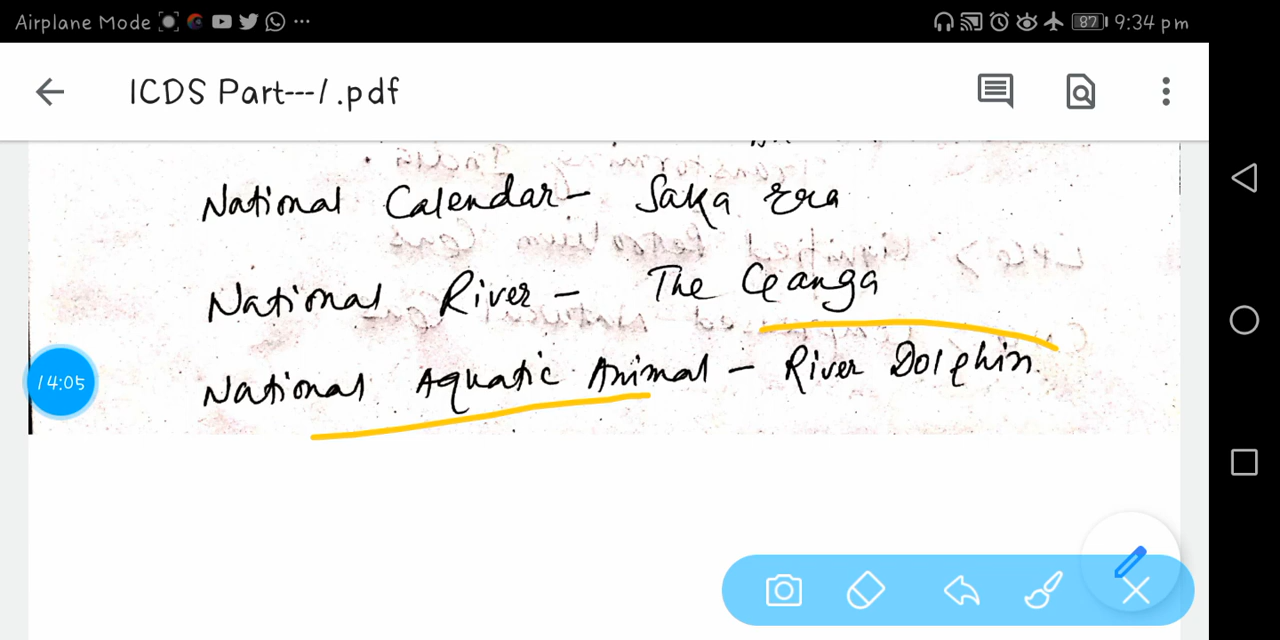 Airplane Mode ... 87 9:34 pm
ICDS Part---1 .pdf
National Calendar- Saka Era
National River - The Ganga
National Aquatic Animal - River Dolphin.
14:05